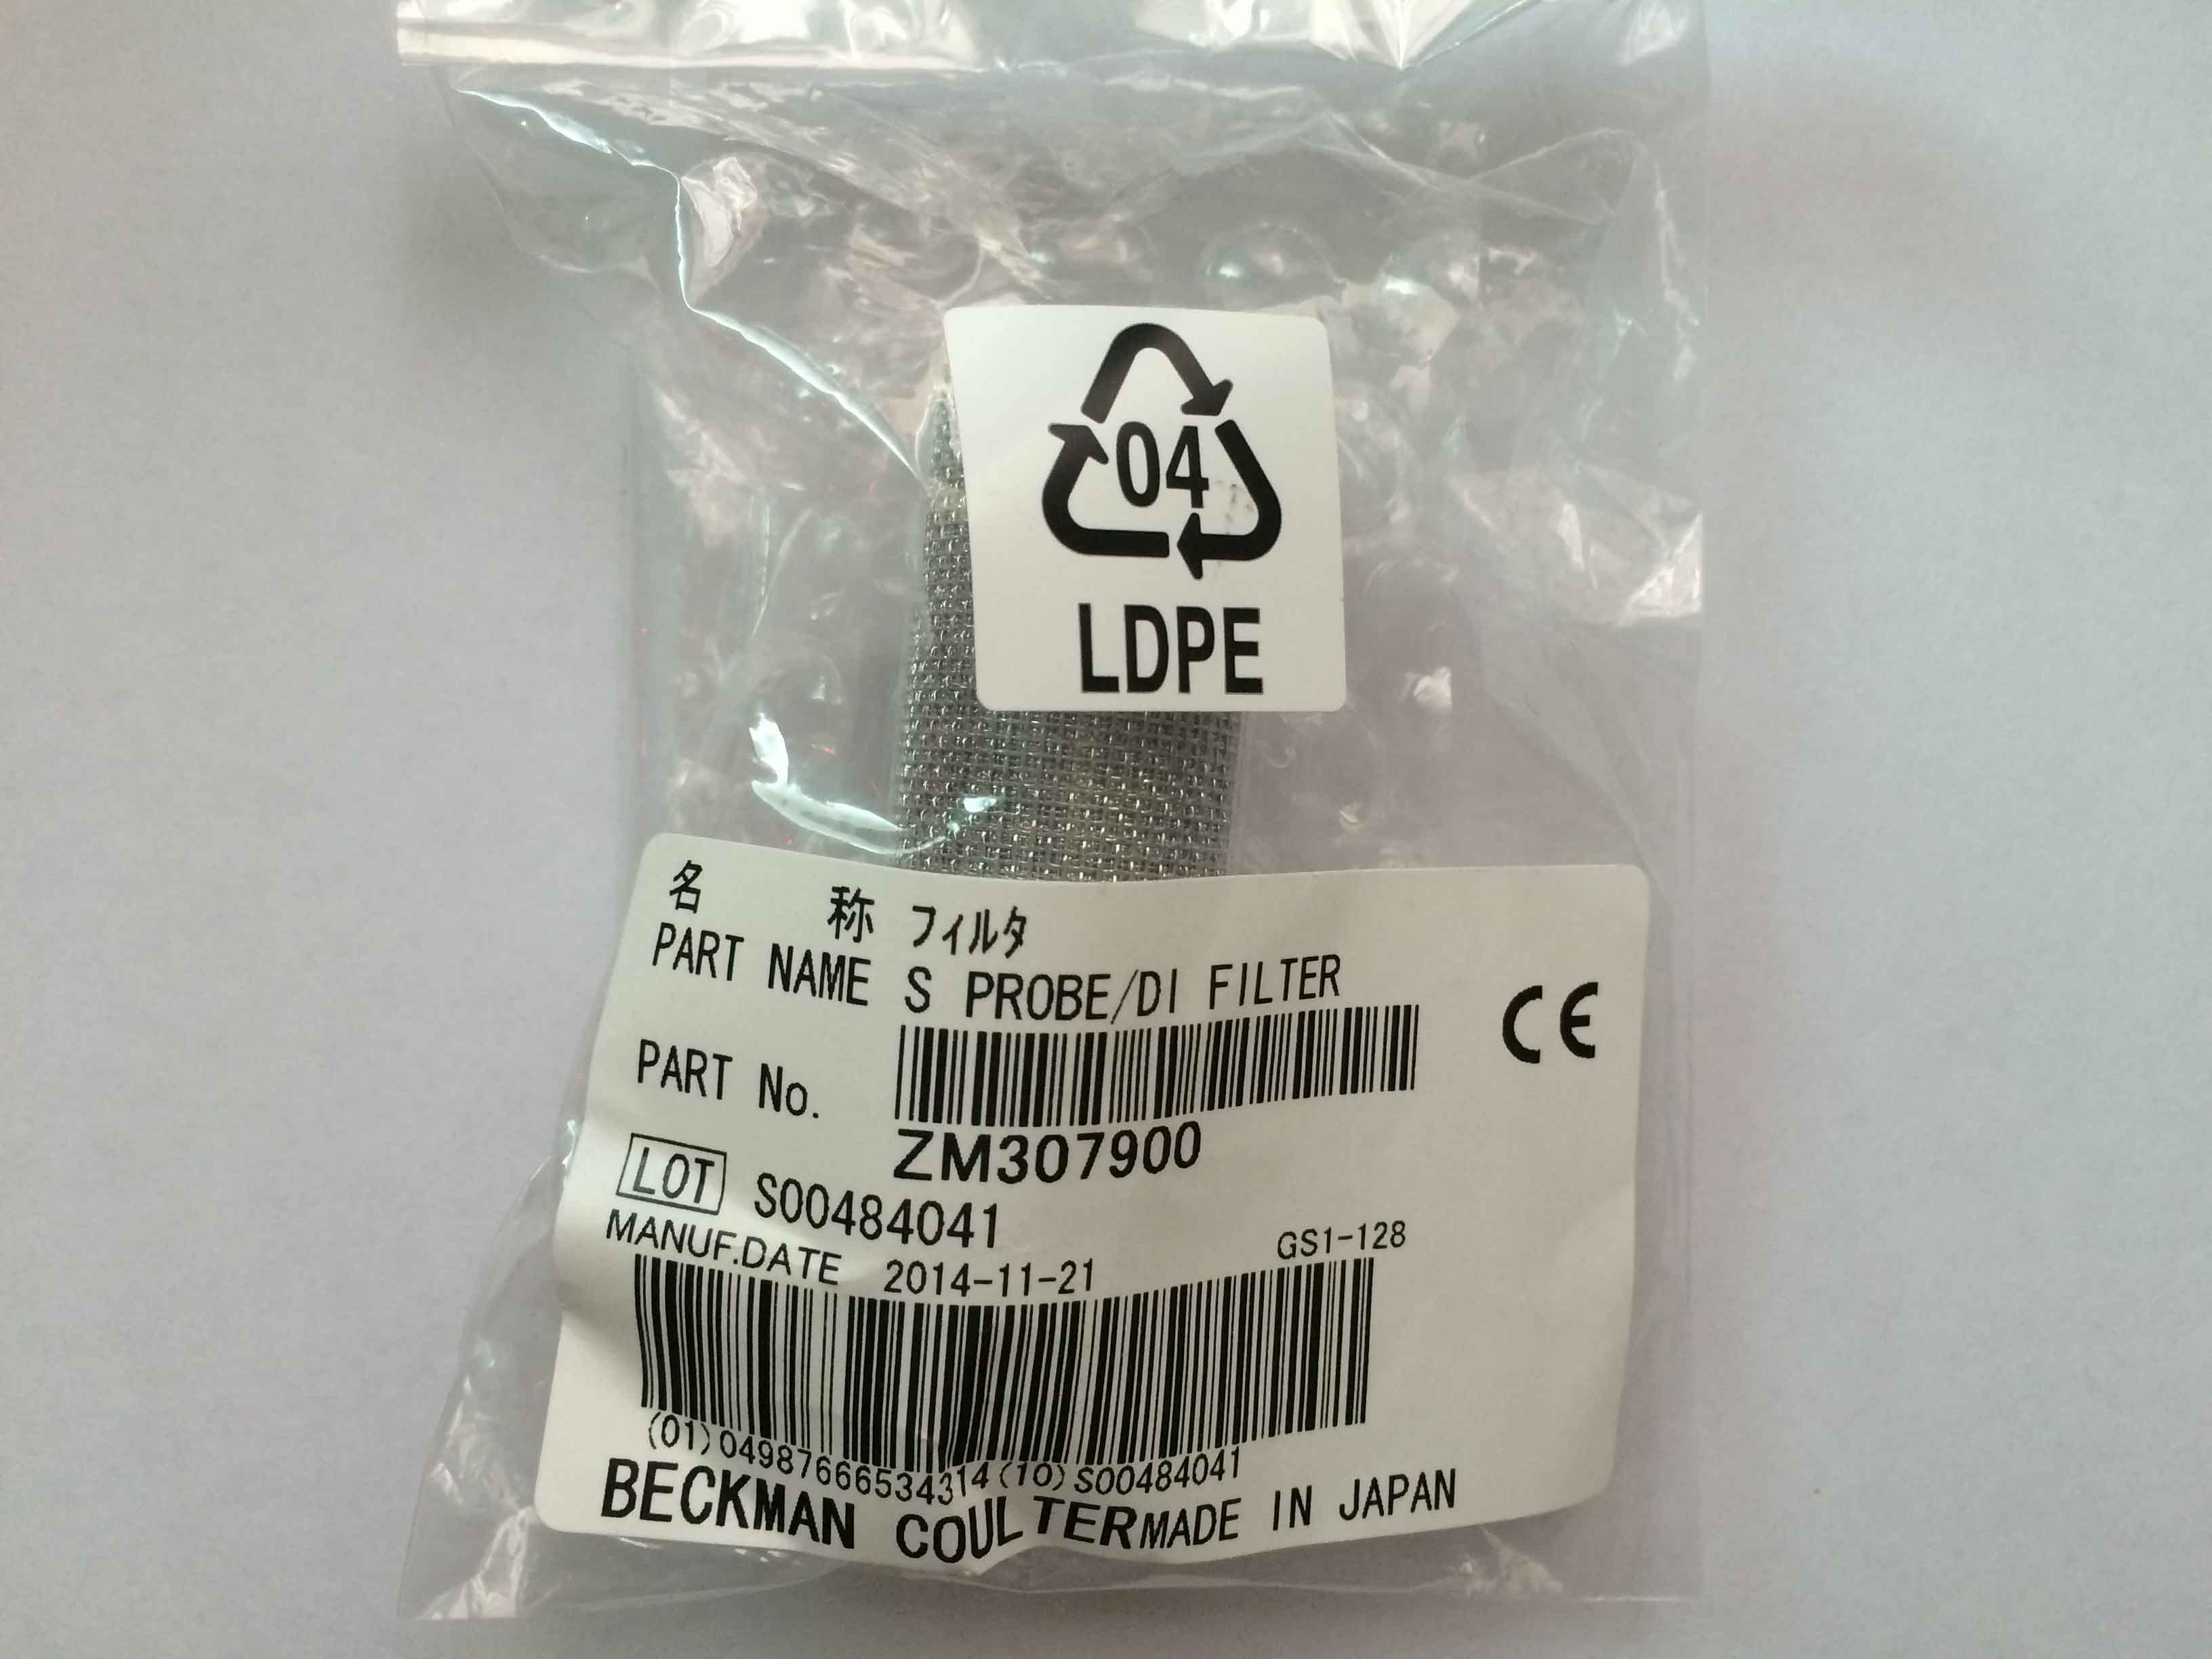 04
LDPE
名 称 フィルタ
PART NAME S PROBE/DI FILTER
CE
PART No.
ZM307900
LOT S00484041
MANUF.DATE 2014-11-21
GS1-128
(01)04987666534314(10)S00484041
BECKMAN COULTER MADE IN JAPAN